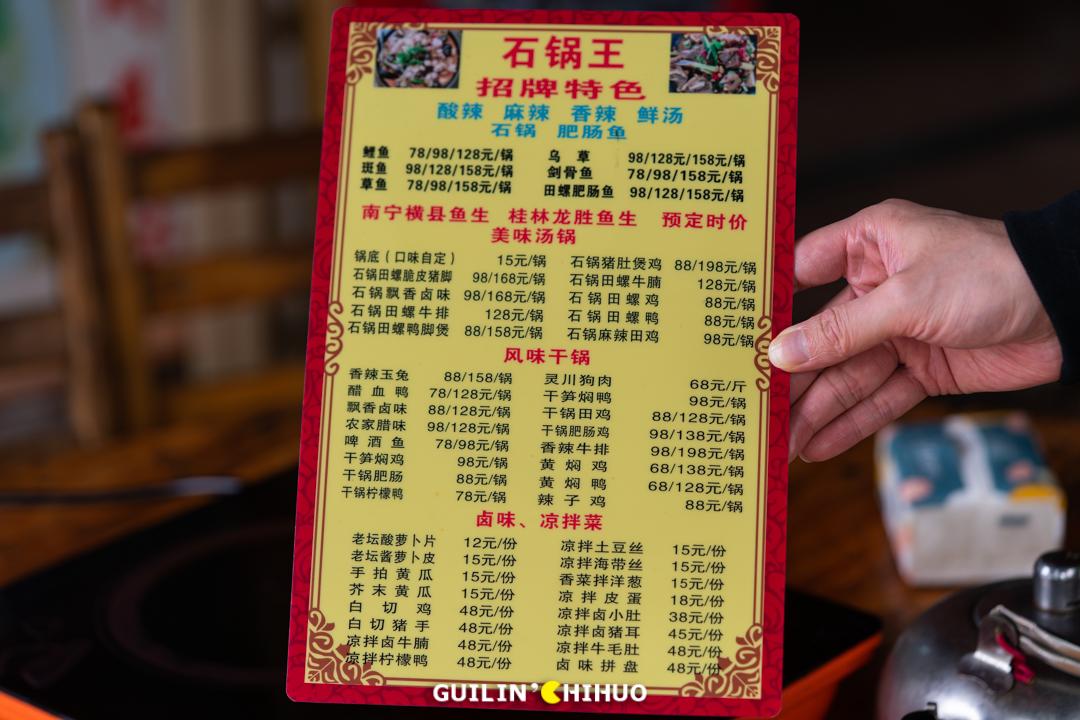 石锅王
招牌特色
酸辣 麻辣 香辣 鲜汤
石锅 肥肠鱼
鲤鱼 78/98/128元/锅 乌草 98/128元/158元/锅
斑鱼 98/128/158元/锅 剑骨鱼 78/98/158元/锅
草鱼 78/98/158元/锅 田螺肥肠鱼 98/128/158元/锅
南宁横县鱼生 桂林龙胜鱼生 预定时价
美味汤锅
锅底（口味自定） 15元/锅 石锅猪肚煲鸡 88/198元/锅
石锅田螺脆皮猪脚 98/168元/锅 石锅田螺牛腩 128元/锅
石锅飘香卤味 98/168元/锅 石锅田螺鸡 88元/锅
石锅田螺牛排 128元/锅 石锅田螺鸭 88元/锅
石锅田螺鸭脚煲 88/158元/锅 石锅麻辣田鸡 98元/锅
风味干锅
香辣玉兔 88/158/锅 灵川狗肉 68元/斤
醋血鸭 78/128元/锅 干笋焖鸭 98元/锅
飘香卤味 88/128元/锅 干锅田鸡 88/128元/锅
农家腊味 98/128元/锅 干锅肥肠鸡 98/138元/锅
啤酒鱼 78/98元/锅 香辣牛排 98/198元/锅
干笋焖鸡 98元/锅 黄焖鸡 68/138元/锅
干锅肥肠 88元/锅 黄焖鸭 68/128元/锅
干锅柠檬鸭 78元/锅 辣子鸡 88元/锅
卤味、凉拌菜
老坛酸萝卜片 12元/份 凉拌土豆丝 15元/份
老坛酱萝卜皮 15元/份 凉拌海带丝 15元/份
手拍黄瓜 15元/份 香菜拌洋葱 15元/份
芥末黄瓜 15元/份 凉拌皮蛋 18元/份
白切鸡 48元/份 凉拌卤小肚 38元/份
白切猪手 48元/份 凉拌卤猪耳 45元/份
凉拌卤牛腩 48元/份 凉拌牛毛肚 48元/份
凉拌柠檬鸭 48元/份 卤味拼盘 48元/份
GUILIN'CHIHUO